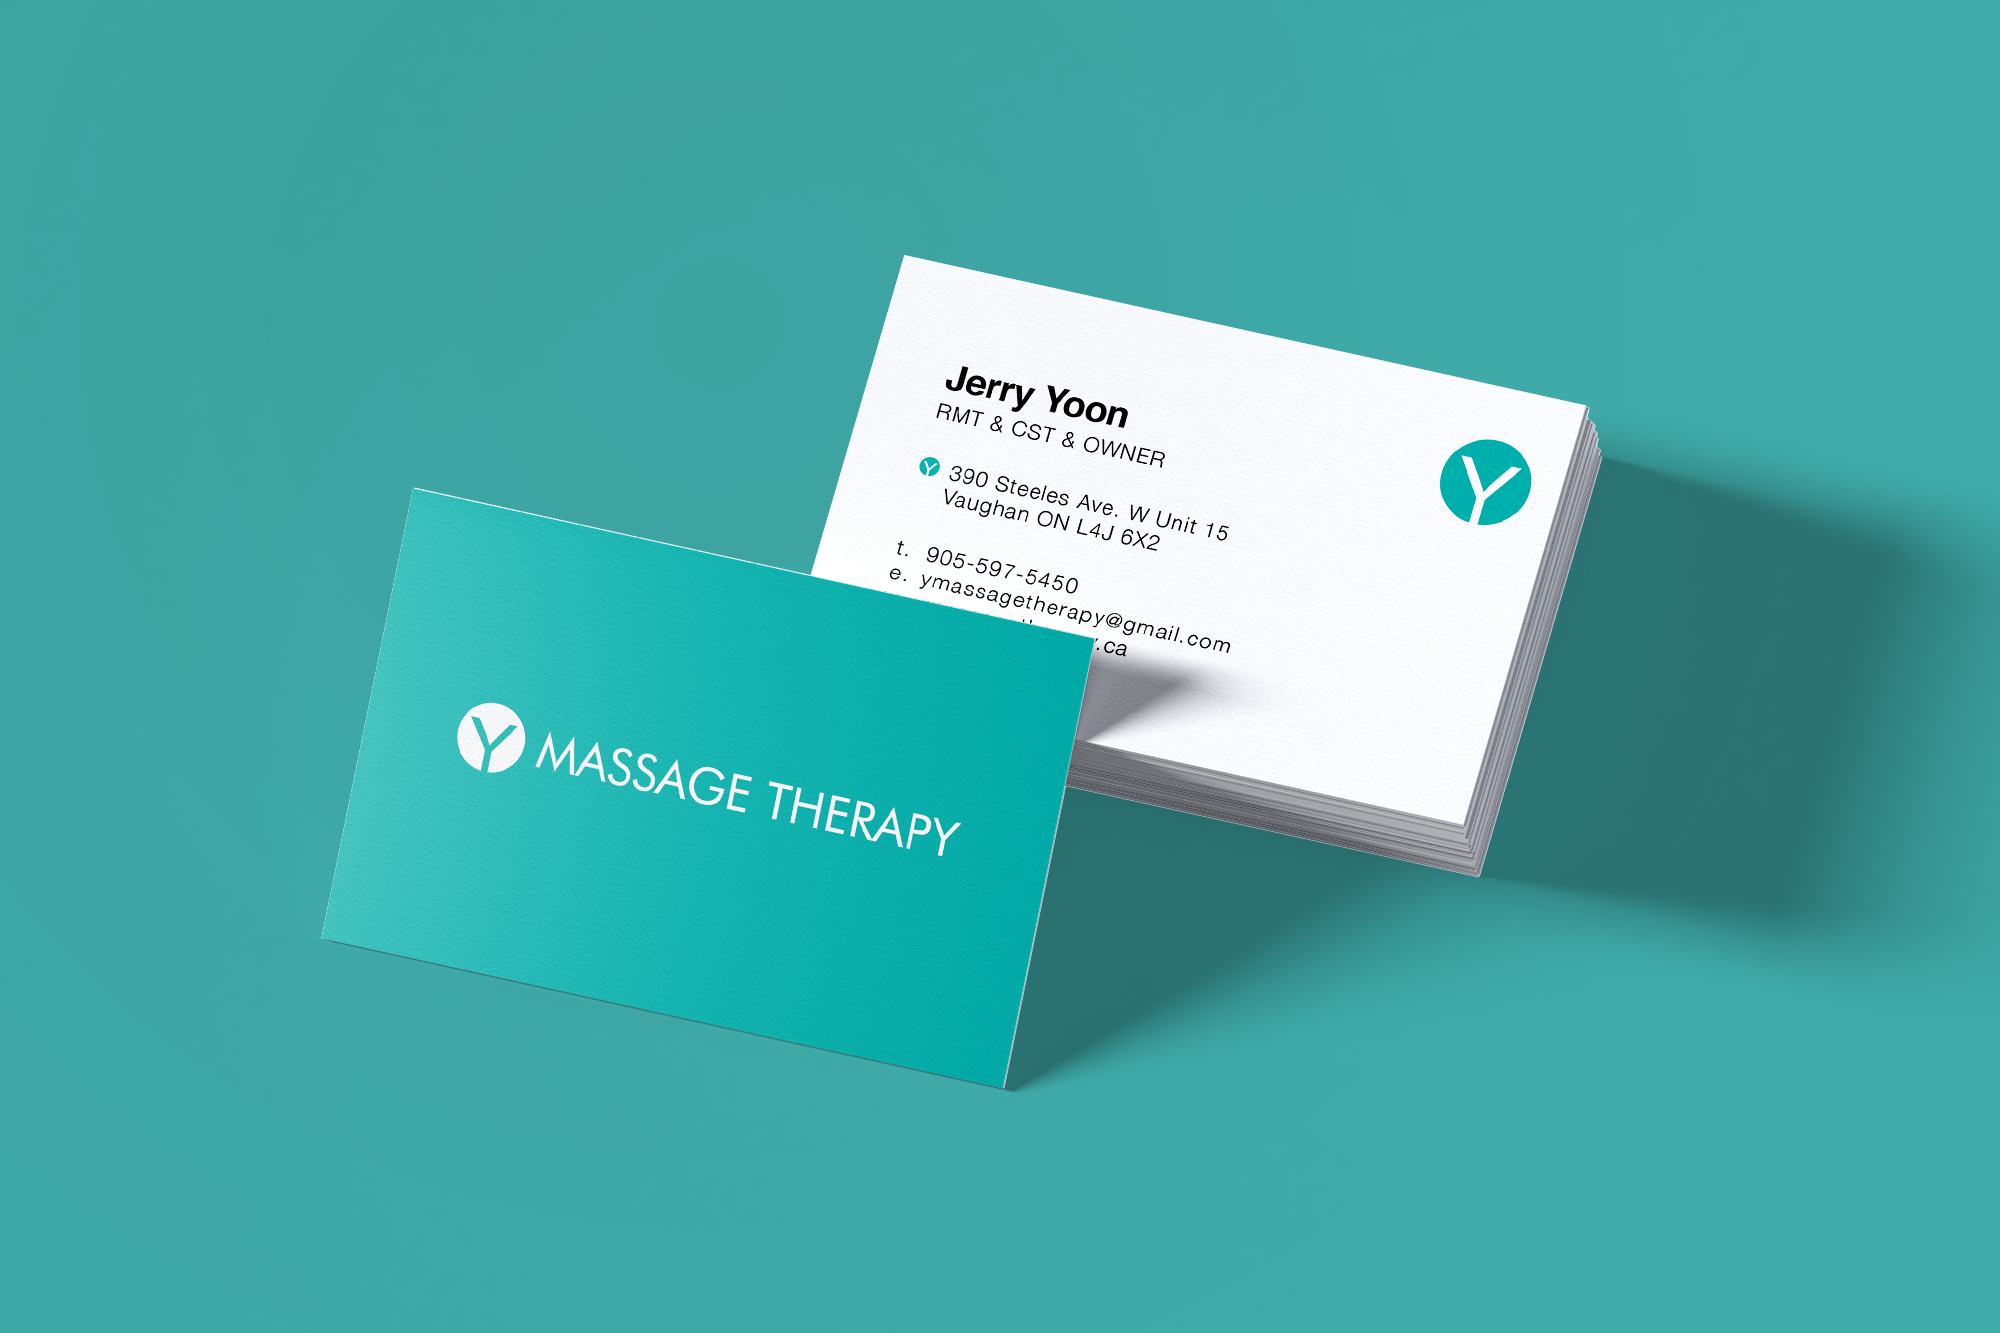 Jerry Yoon
RMT & CST & OWNER
Y
390 Steeles Ave. W Unit 15
Vaughan ON L4J 6X2
t. 905-597-5450
e. ymassagetherapy@gmail.com
.ca
Y
Y MASSAGE THERAPY